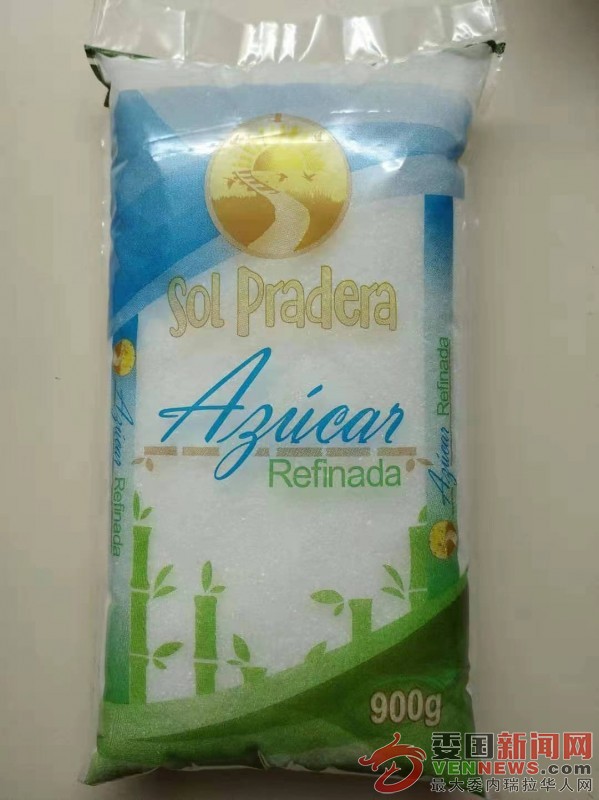 Sol Pradera
Azúcar
Refinada
Azúcar Refinada
Azúcar Refinada
900g
委国新闻网
VENNEWS.com
最大委内瑞拉华人网